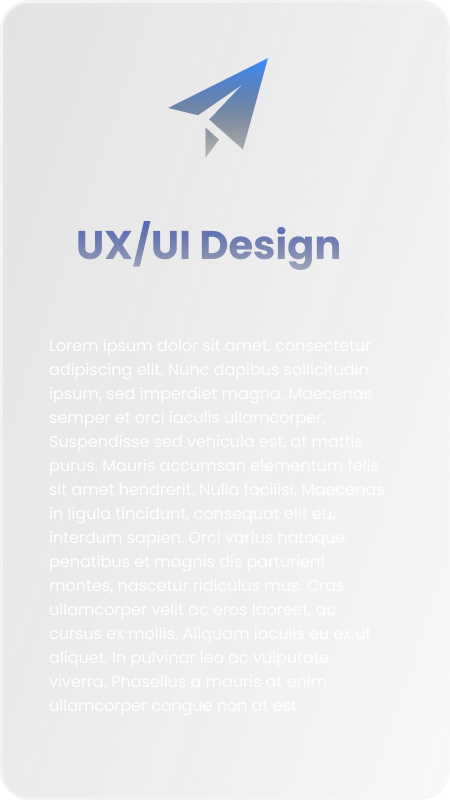 UX/UI Design
Lorem ipsum dolor sit amet, consectetur
adipiscing elit. Nunc dapibus sollicitudin
ipsum, sed imperdiet magna. Maecenas
semper et orci iaculis ullamcorper.
Suspendisse sed vehicula est, at mattis
purus. Mauris accumsan elementum felis
sit amet hendrerit. Nulla facilisi. Maecenas
in ligula tincidunt, consequat elit eu,
interdum sapien. Orci varius natoque
penatibus et magnis dis parturient
montes, nascetur ridiculus mus. Cras
ullamcorper velit ac eros laoreet, ac
cursus ex mollis. Aliquam iaculis eu ex ut
aliquet. In pulvinar leo ac vulputate
viverra. Phasellus a mauris at enim
ullamcorper congue non at est.